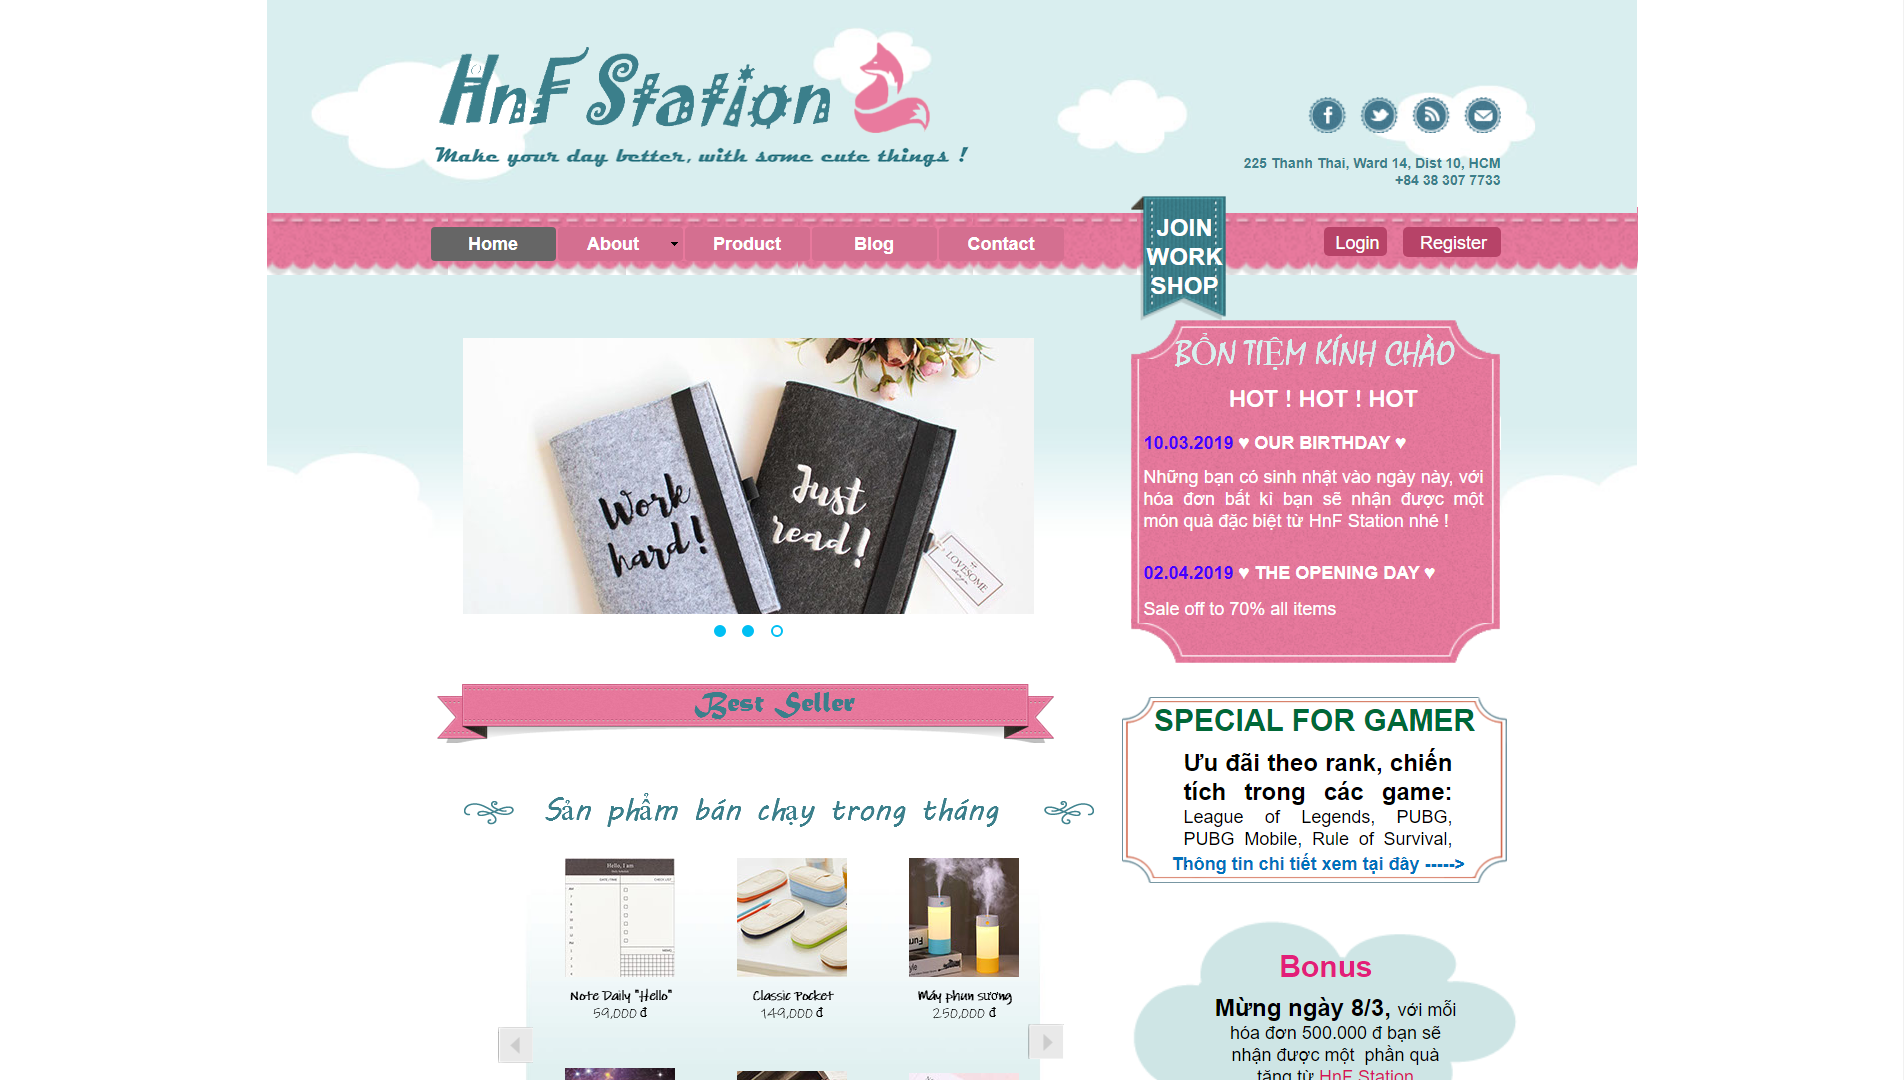 HnF Station
Make your day better, with some cute things !
225 Thanh Thai, Ward 14, Dist 10, HCM
+84 38 307 7733
Home
About
Product
Blog
Contact
JOIN
WORK
SHOP
Login
Register
Work
hard!
Just
read!
LOVESOME
BỔN TIỆM KÍNH CHÀO
HOT ! HOT ! HOT
10.03.2019 ♥ OUR BIRTHDAY ♥
Những bạn có sinh nhật vào ngày này, với
hóa đơn bất kì bạn sẽ nhận được một
món quà đặc biệt từ HnF Station nhé !
02.04.2019 ♥ THE OPENING DAY ♥
Sale off to 70% all items
Best Seller
SPECIAL FOR GAMER
Ưu đãi theo rank, chiến
tích trong các game:
League of Legends, PUBG,
PUBG Mobile, Rule of Survival,
Thông tin chi tiết xem tại đây ----->
Sản phẩm bán chạy trong tháng
Hello, I am
Note Daily "Hello"
59,000 đ
Classic Pocket
149,000 đ
Máy phun sương
250,000 đ
Bonus
Mừng ngày 8/3, với mỗi
hóa đơn 500.000 đ bạn sẽ
nhận được một phần quà
tặng từ HnF Station